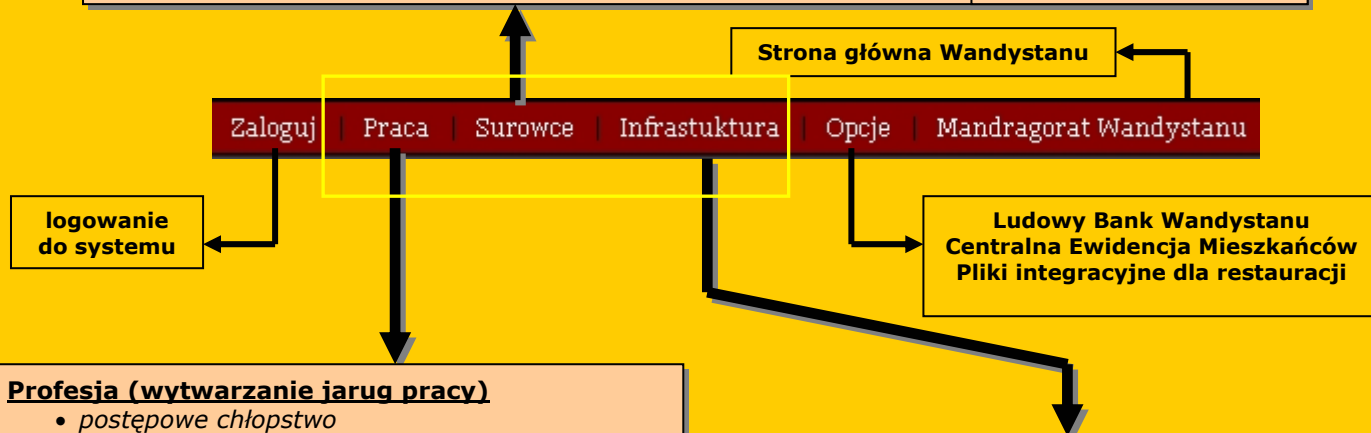 Strona główna Wandystanu
Zaloguj | Praca | Surowce | Infrastuktura | Opcje | Mandragorat Wandystanu
logowanie
do systemu
Ludowy Bank Wandystanu
Centralna Ewidencja Mieszkańców
Pliki integracyjne dla restauracji
Profesja (wytwarzanie jarug pracy)
• postępowe chłopstwo